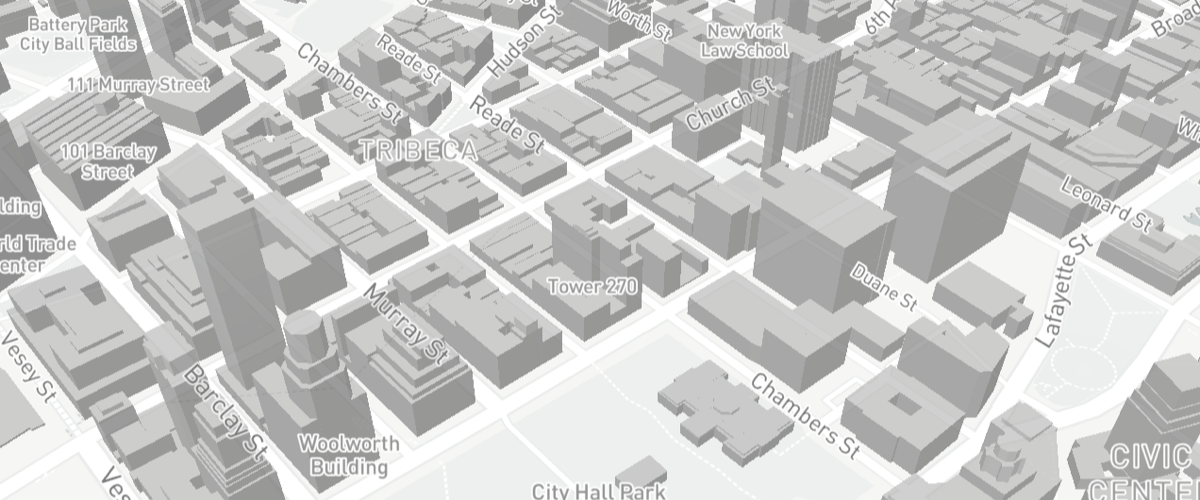 Battery Park
City Ball Fields
Worth St
New York
Law School
6th
Hudson St
Reade St
Chambers St
111 Murray Street
Reade St
Church St
TRIBECA
101 Barclay
Street
Leonard St
Lafayette St
Tower 270
Duane St
Murray St
Vesey St
Barclay St
Chambers St
Woolworth
Building
City Hall Park
CIVIC